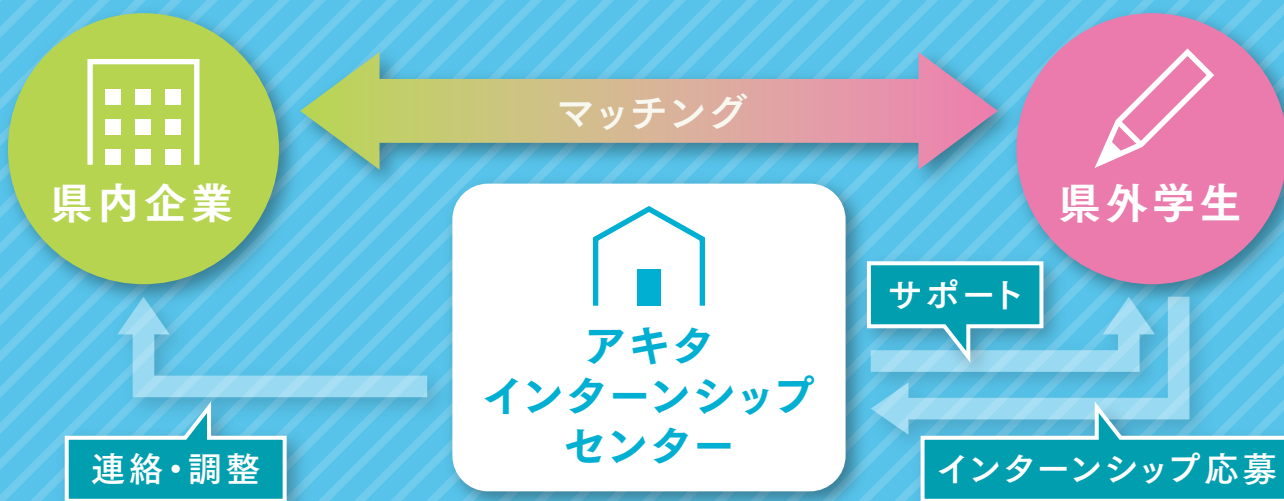 マッチング
県内企業
県外学生
サポート
アキタ
インターンシップ
センター
連絡・調整
インターンシップ応募